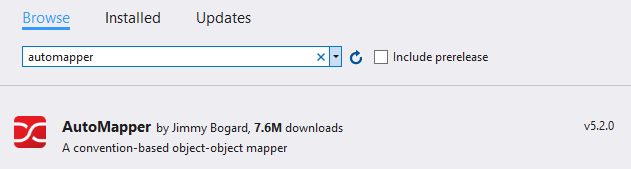 Browse Installed Updates
automapper Include prerelease
AutoMapper by Jimmy Bogard, 7.6M downloads v5.2.0
A convention-based object-object mapper